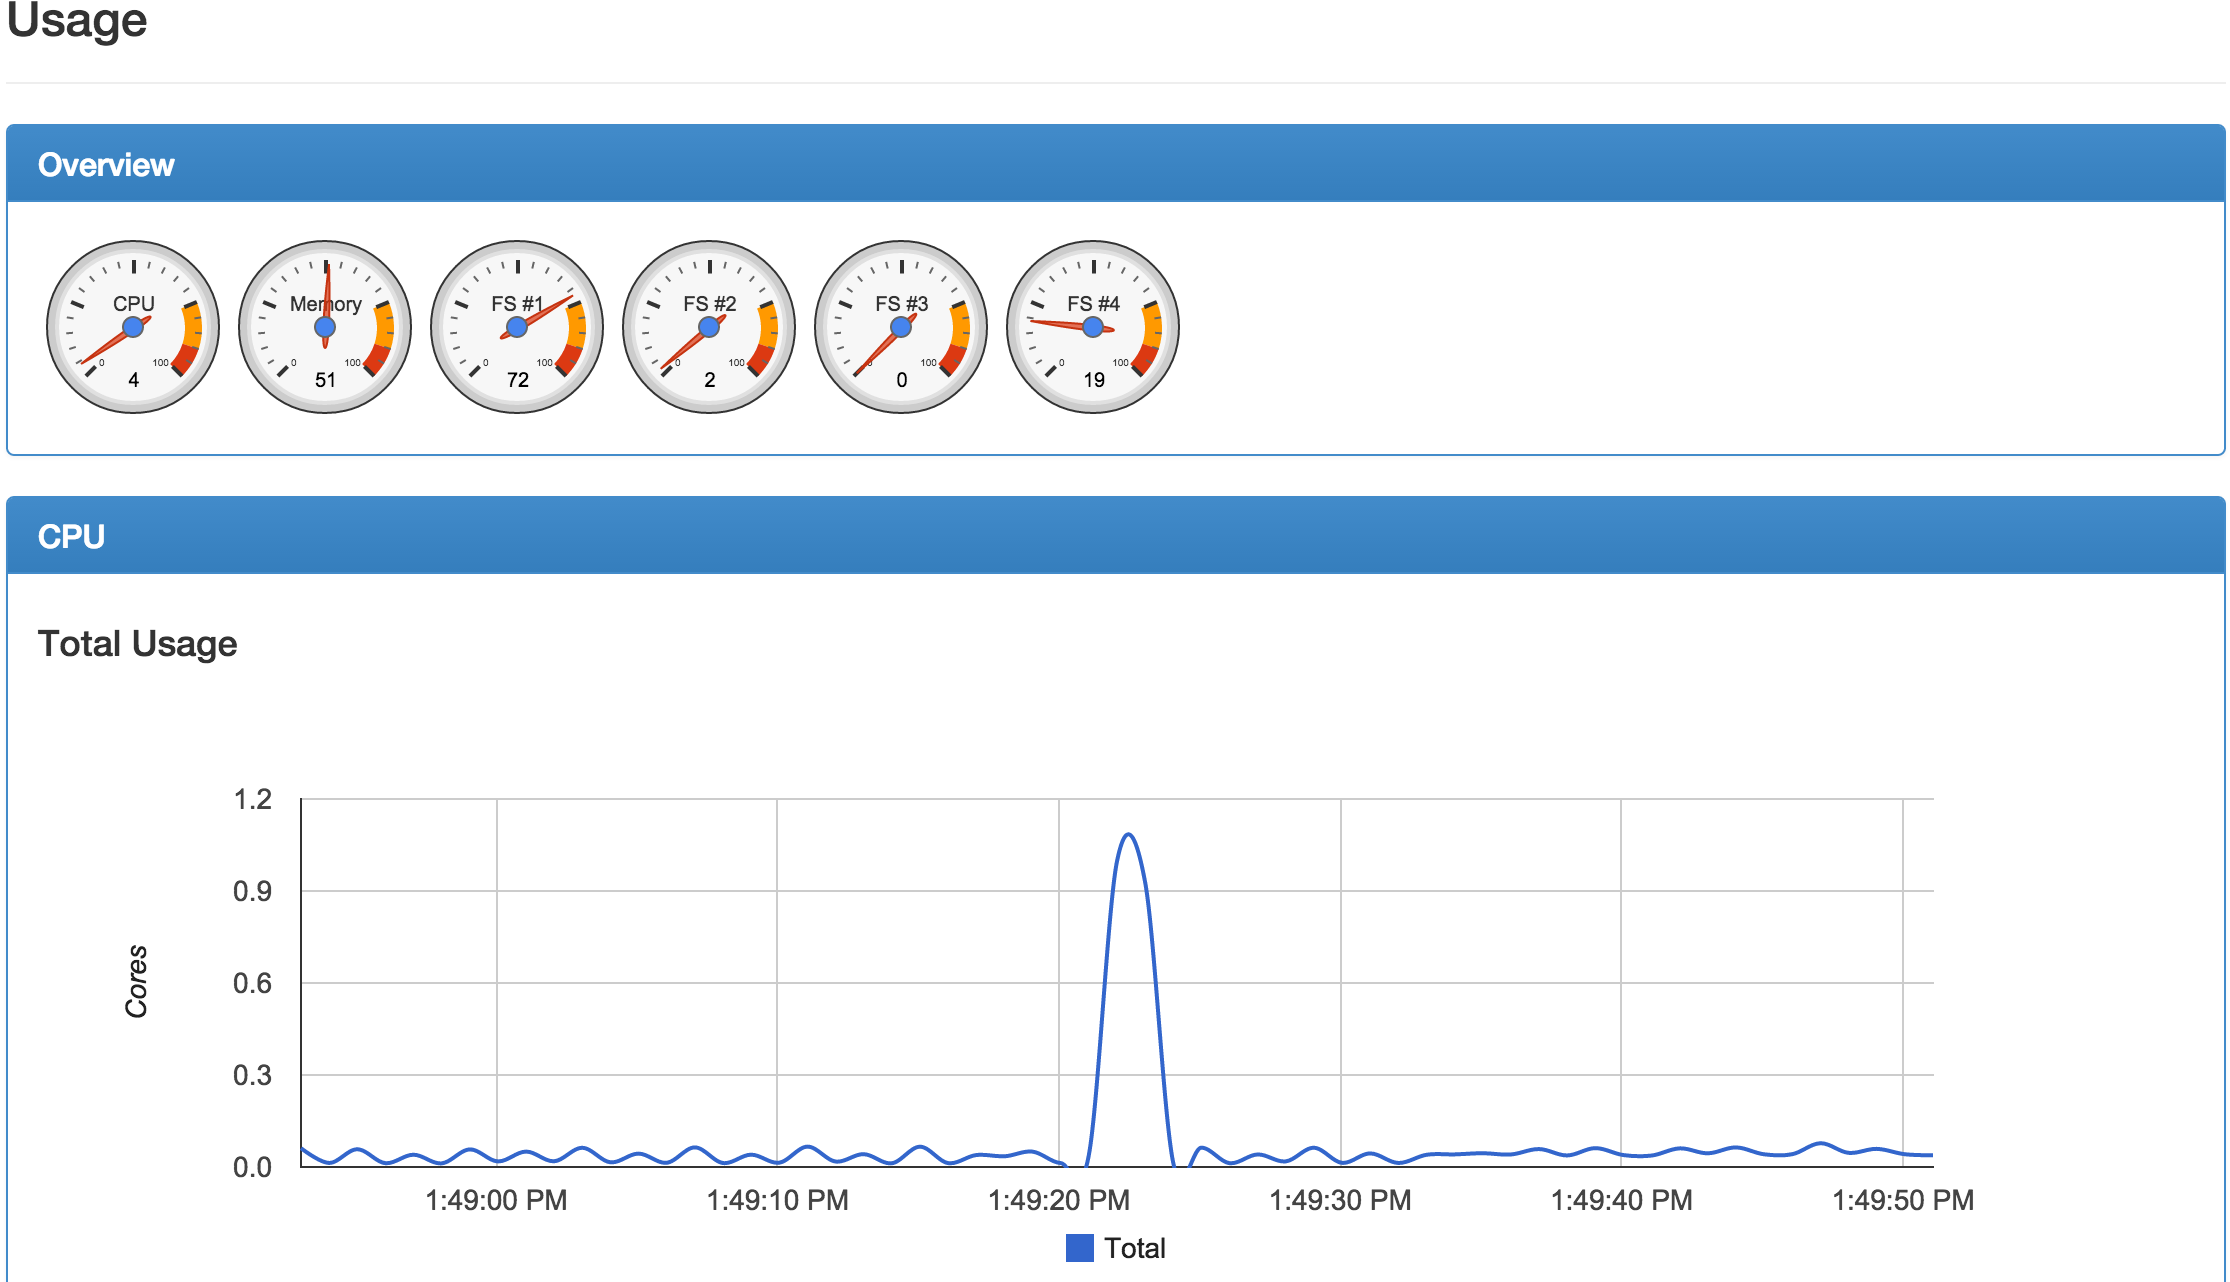 Usage
Overview
CPU
0 100
4
Memory
0 100
51
FS #1
0 100
72
FS #2
0 100
2
FS #3
0 100
0
FS #4
0 100
19
CPU
Total Usage
1.2
0.9
0.6
0.3
0.0
Cores
1:49:00 PM 1:49:10 PM 1:49:20 PM 1:49:30 PM 1:49:40 PM 1:49:50 PM
Total